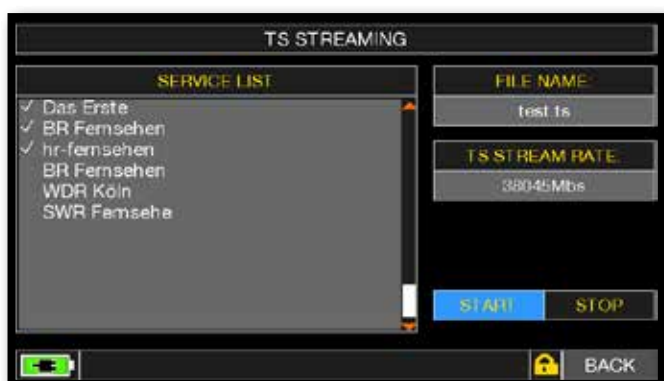 TS STREAMING
SERVICE LIST
✓ Das Erste
✓ BR Fernsehen
✓ hr-fernsehen
BR Fernsehen
WDR Köln
SWR Fernsehe
FILE NAME:
test.ts
TS STREAM RATE:
38045Mbs
START
STOP
BACK